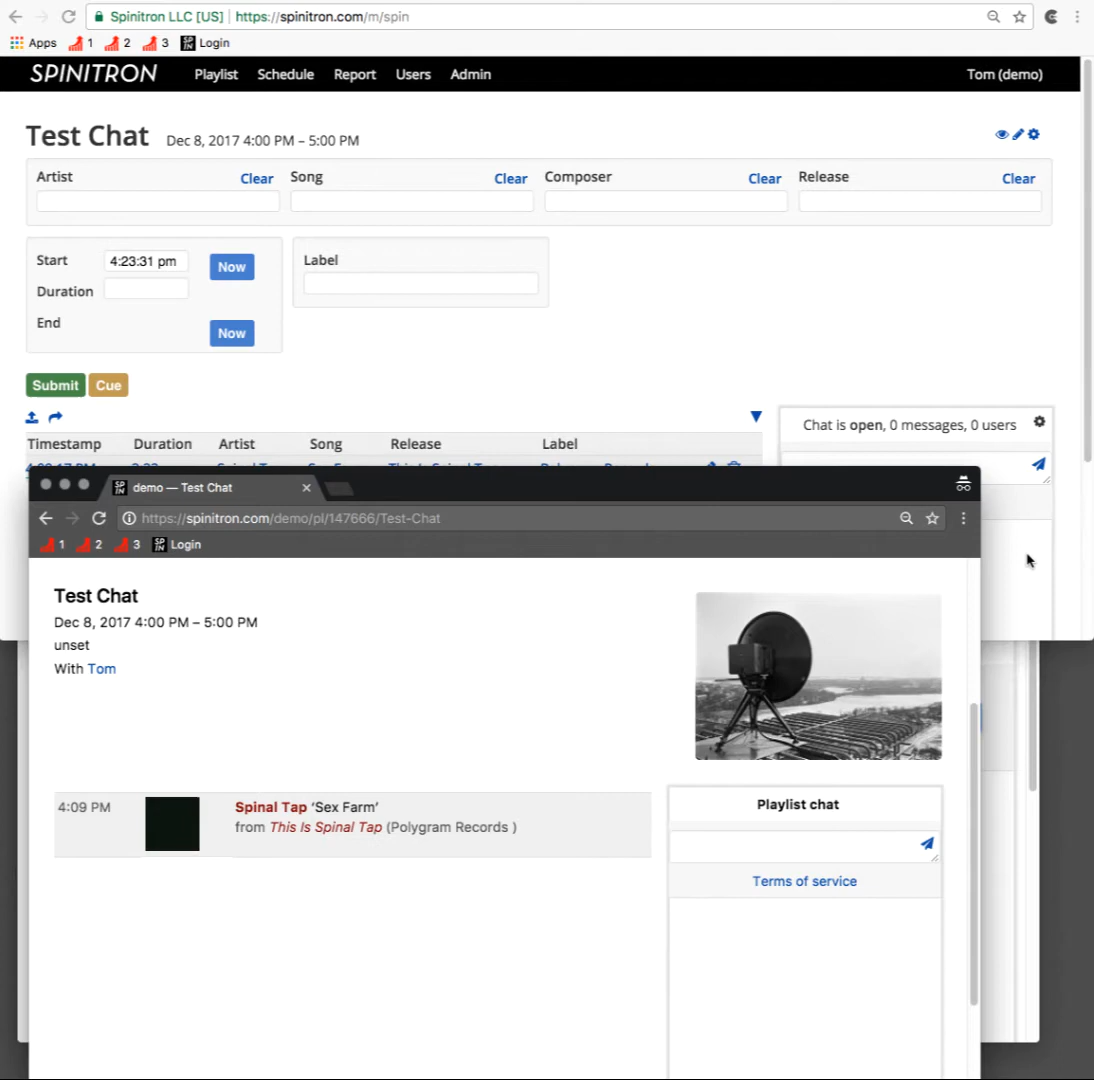 Spinitron LLC [US] https://spinitron.com/m/spin
Apps 1 2 3 SPIN Login
SPINITRON Playlist Schedule Report Users Admin Tom (demo)
Test Chat Dec 8, 2017 4:00 PM – 5:00 PM
Artist Clear Song Clear Composer Clear Release Clear
Start 4:23:31 pm Now Label
Duration
End Now
Submit Cue
Chat is open, 0 messages, 0 users
Timestamp Duration Artist Song Release Label
SPIN demo — Test Chat
https://spinitron.com/demo/pl/147666/Test-Chat
1 2 3 SPIN Login
Test Chat
Dec 8, 2017 4:00 PM – 5:00 PM
unset
With Tom
Playlist chat
4:09 PM Spinal Tap ‘Sex Farm’
from This Is Spinal Tap (Polygram Records )
Terms of service